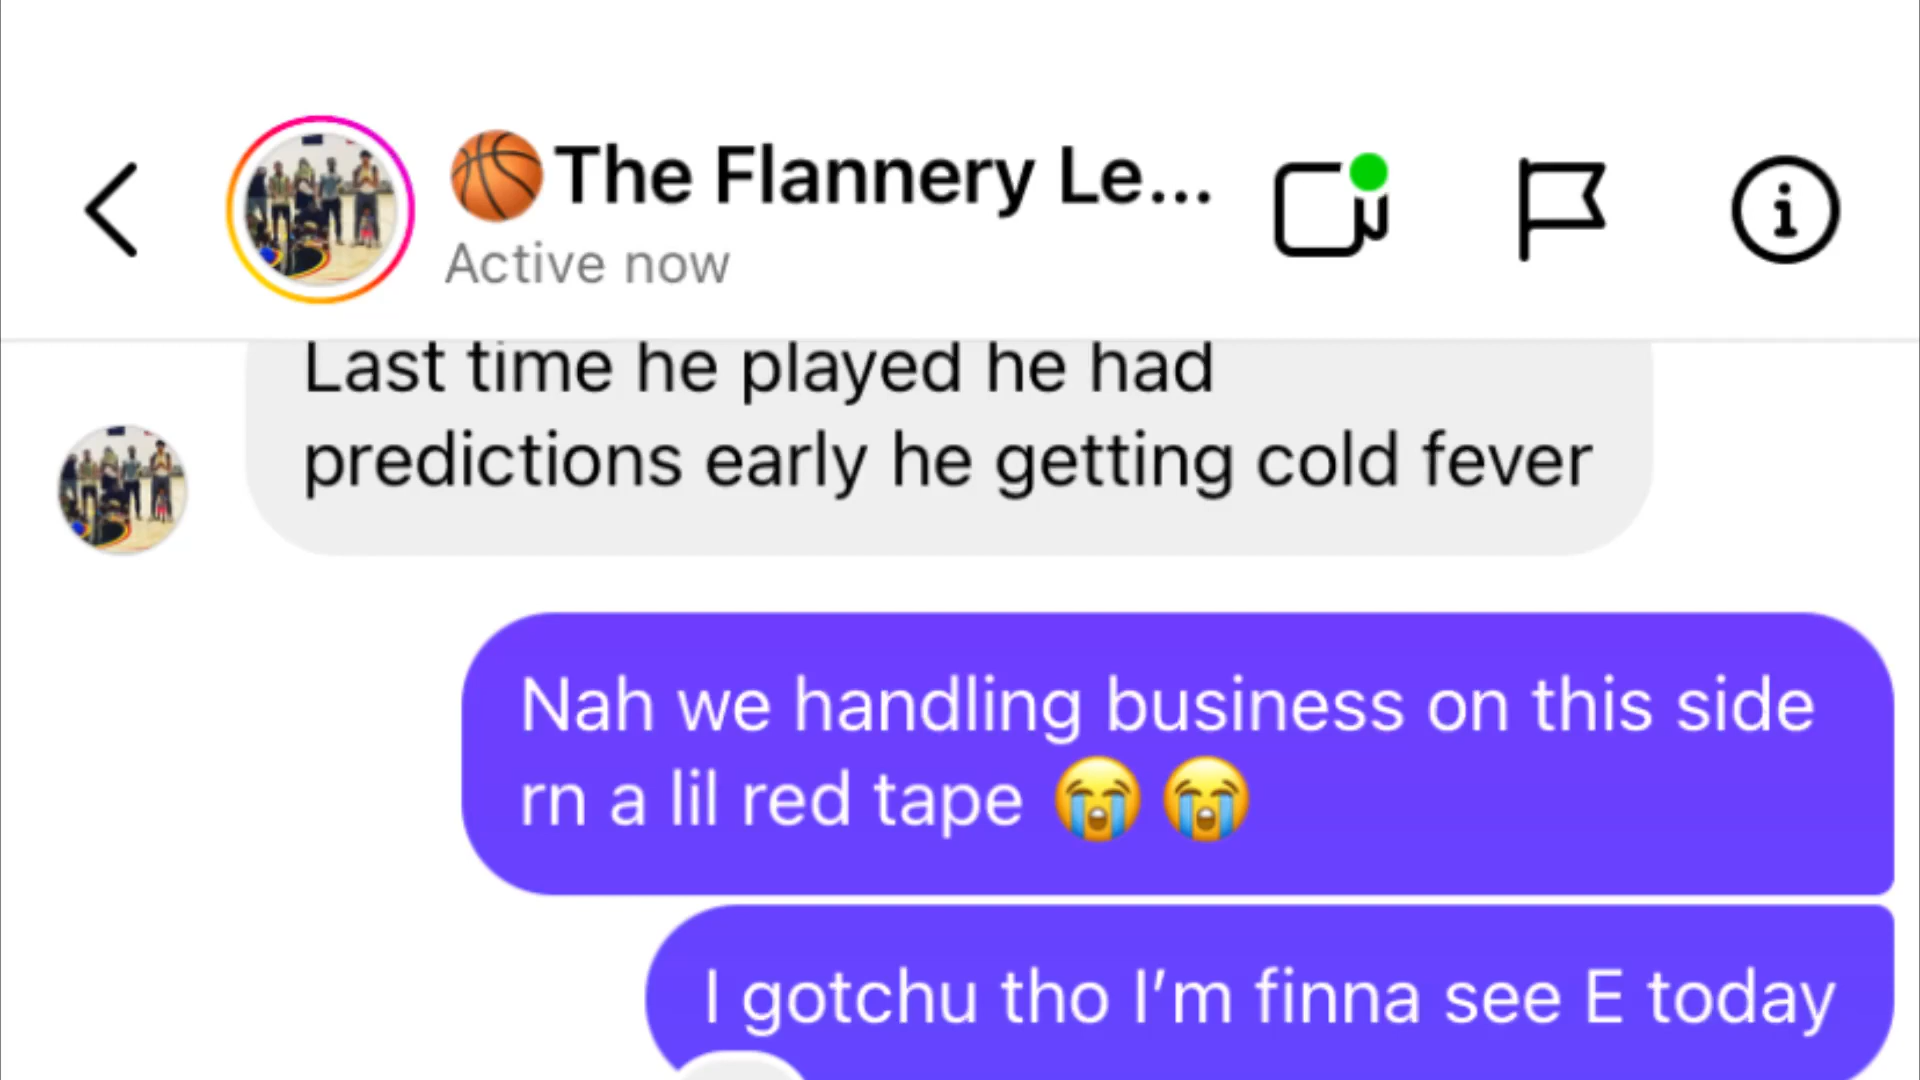 🏀The Flannery Le...
Active now
Last time he played he had
predictions early he getting cold fever
Nah we handling business on this side
rn a lil red tape 😭 😭
I gotchu tho I’m finna see E today